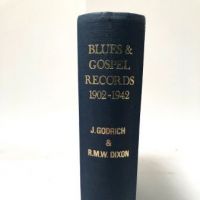 BLUES &
GOSPEL
RECORDS
1902-1942
J. GODRICH
&
R.M.W. DIXON